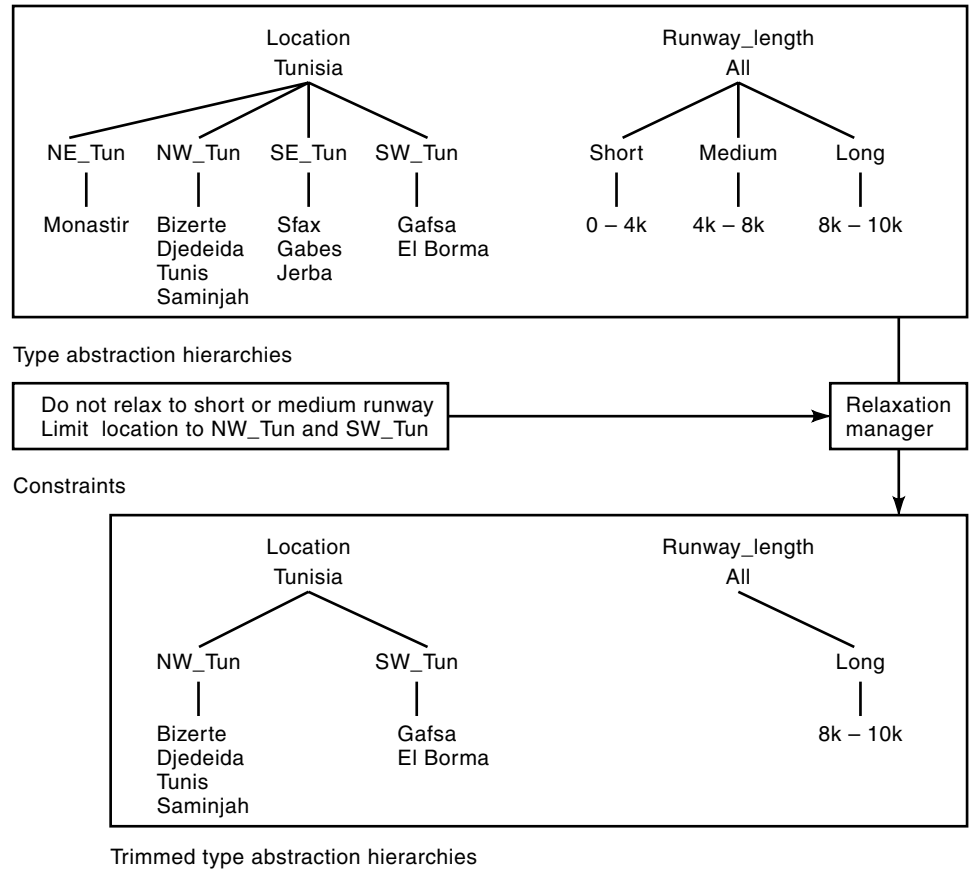 Location Runway_length
Tunisia All
NE_Tun NW_Tun SE_Tun SW_Tun Short Medium Long
Monastir Bizerte Sfax Gafsa 0 – 4k 4k – 8k 8k – 10k
Djedeida Gabes El Borma
Tunis Jerba
Saminjah
Type abstraction hierarchies
Do not relax to short or medium runway Relaxation
Limit location to NW_Tun and SW_Tun manager
Constraints
Location Runway_length
Tunisia All
NW_Tun SW_Tun Long
Bizerte Gafsa 8k – 10k
Djedeida El Borma
Tunis
Saminjah
Trimmed type abstraction hierarchies